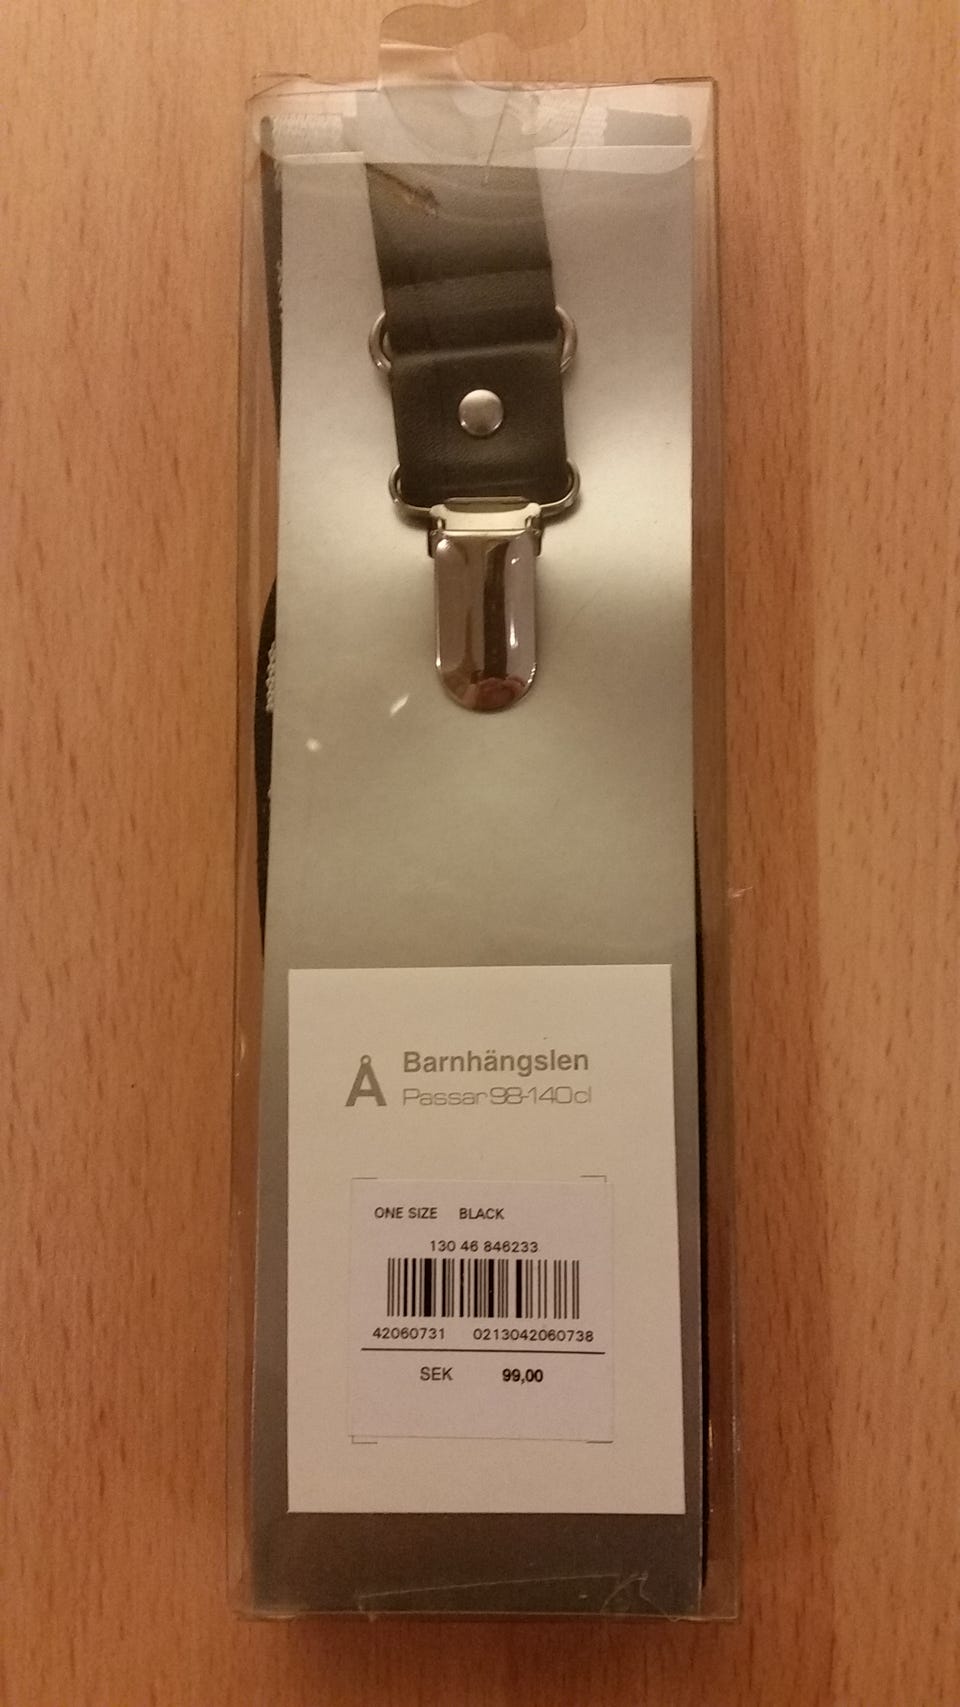 Å Barnhängslen
Passar 98-140cl
ONE SIZE BLACK
130 46 846233
42060731 0213042060738
SEK 99,00